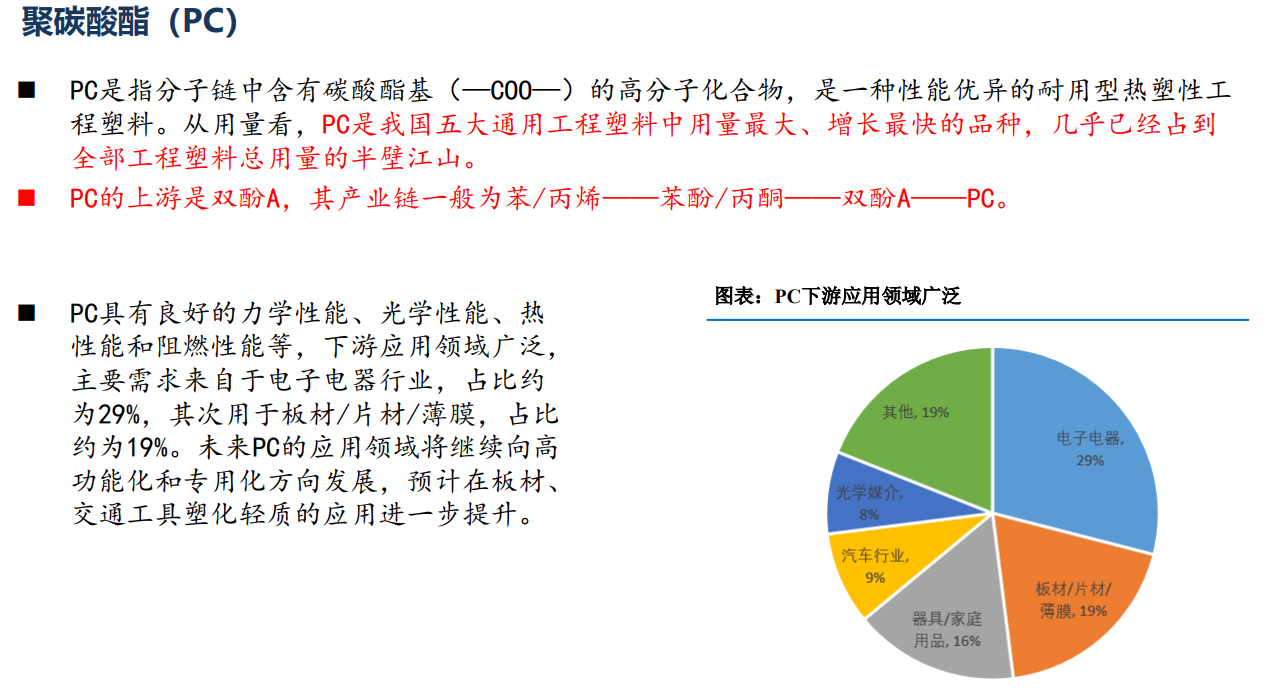 聚碳酸酯（PC）
■ PC是指分子链中含有碳酸酯基（—COO—）的高分子化合物，是一种性能优异的耐用型热塑性工
程塑料。从用量看，PC是我国五大通用工程塑料中用量最大、增长最快的品种，几乎已经占到
全部工程塑料总用量的半壁江山。
■ PC的上游是双酚A，其产业链一般为苯/丙烯——苯酚/丙酮——双酚A——PC。
■ PC具有良好的力学性能、光学性能、热
性能和阻燃性能等，下游应用领域广泛，
主要需求来自于电子电器行业，占比约
为29%，其次用于板材/片材/薄膜，占比
约为19%。未来PC的应用领域将继续向高
功能化和专用化方向发展，预计在板材、
交通工具塑化轻质的应用进一步提升。
图表：PC下游应用领域广泛
电子电器,
29%
板材/片材/
薄膜, 19%
器具/家庭
用品, 16%
汽车行业,
9%
光学媒介,
8%
其他, 19%